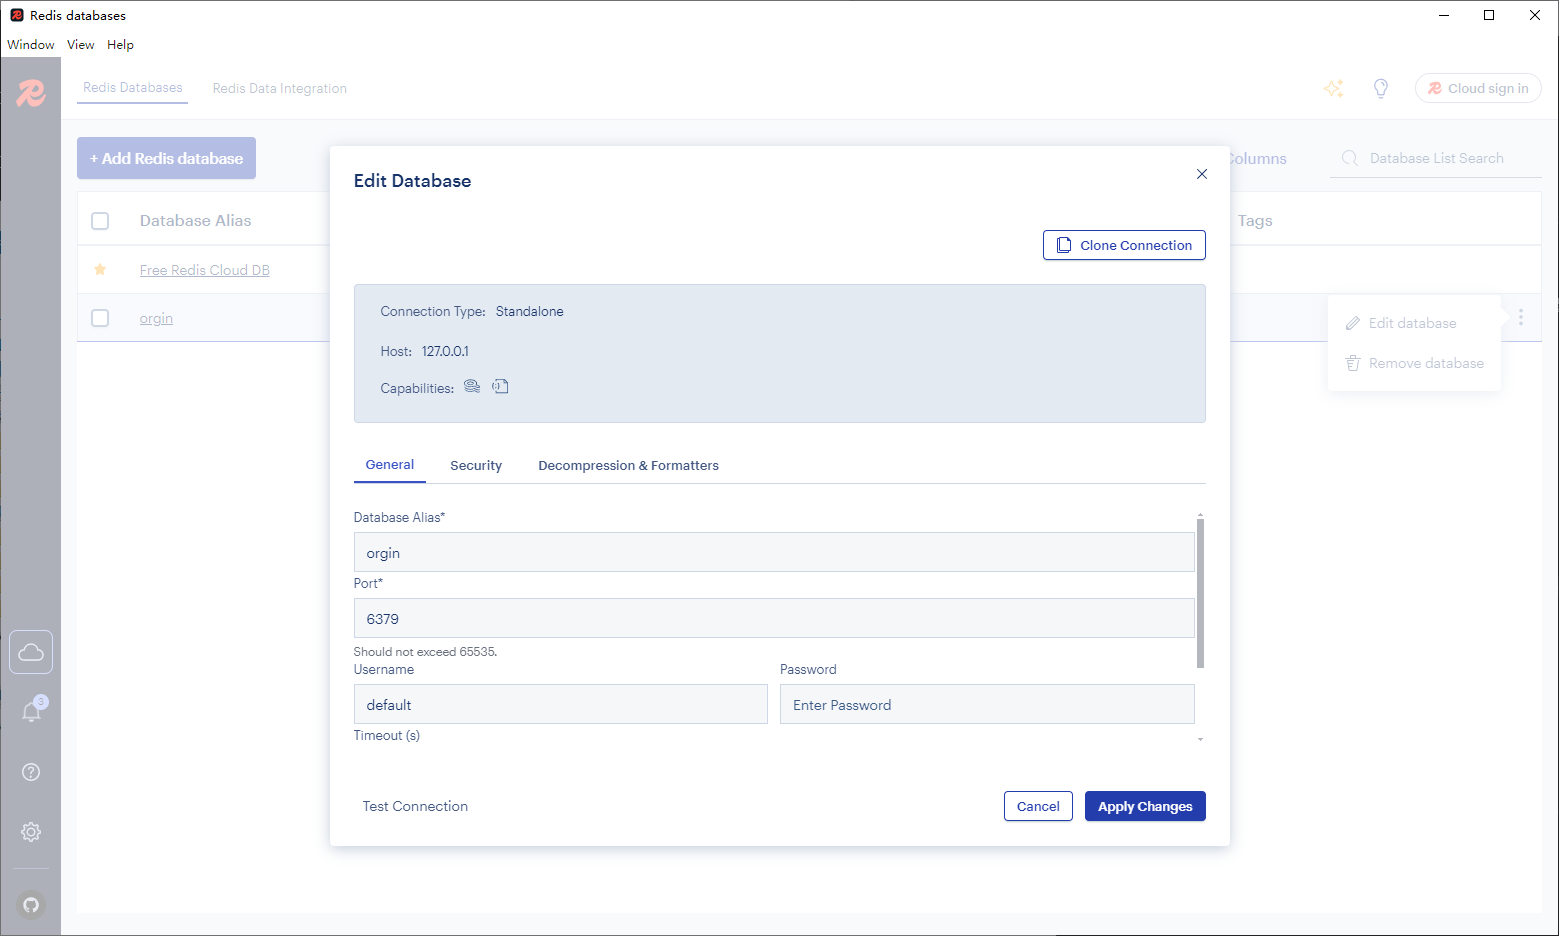 Redis databases
Window View Help
Redis Databases Redis Data Integration Cloud sign in
+ Add Redis database Columns Database List Search
Database Alias Tags
Free Redis Cloud DB
orgin
Edit database
Remove database
3
Edit Database
Clone Connection
Connection Type: Standalone
Host: 127.0.0.1
Capabilities:
General Security Decompression & Formatters
Database Alias*
orgin
Port*
6379
Should not exceed 65535.
Username Password
default Enter Password
Timeout (s)
Test Connection Cancel Apply Changes